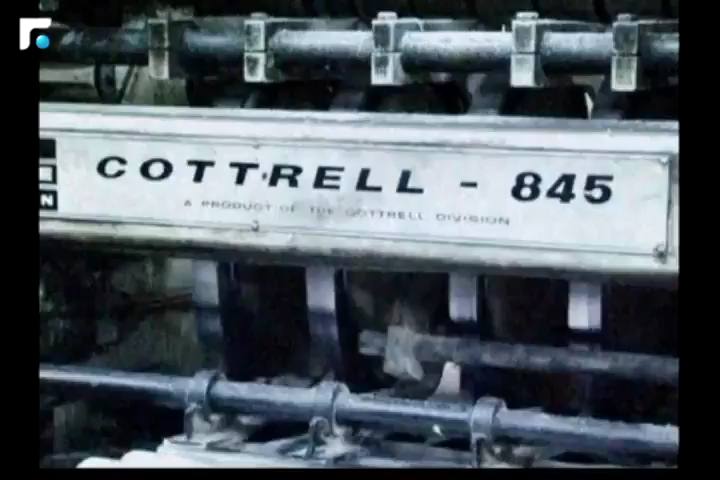 COTTRELL - 845
A PRODUCT OF THE COTTRELL DIVISION
N